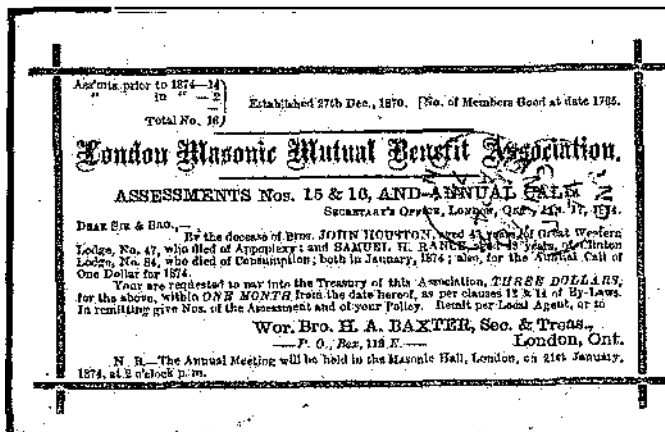 Ass'mts prior to 1874—14
" in " — 2
Total No. 16
Established 27th Dec., 1870. No. of Members Good at date 1765.
London Masonic Mutual Benefit Association.
ASSESSMENTS Nos. 15 & 16, AND ANNUAL CALL
SECRETARY'S OFFICE, London, Ont., 17, 1874.
DEAR SIR & BRO.,—
By the decease of Bros. JOHN HOUSTON, aged years, of Great Western
Lodge, No. 47, who died of Appoplexy; and SAMUEL H. RANCE, aged years, of Clinton
Lodge, No. 84, who died of Consumption; both in January, 1874; also, for the Annual Call of
One Dollar for 1874.
Your are requested to pay into the Treasury of this Association, THREE DOLLARS,
for the above, within ONE MONTH from the date hereof, as per clauses 12 & 14 of By-Laws.
In remitting give Nos. of the Assessment and of your Policy. Remit per Local Agent, or to
Wor. Bro. H. A. BAXTER, Sec. & Treas.,
—P. O., Box, 118 E.— London, Ont.
N. B.—The Annual Meeting will be held in the Masonic Hall, London, on 21st January,
1874, at 2 o'clock p. m.